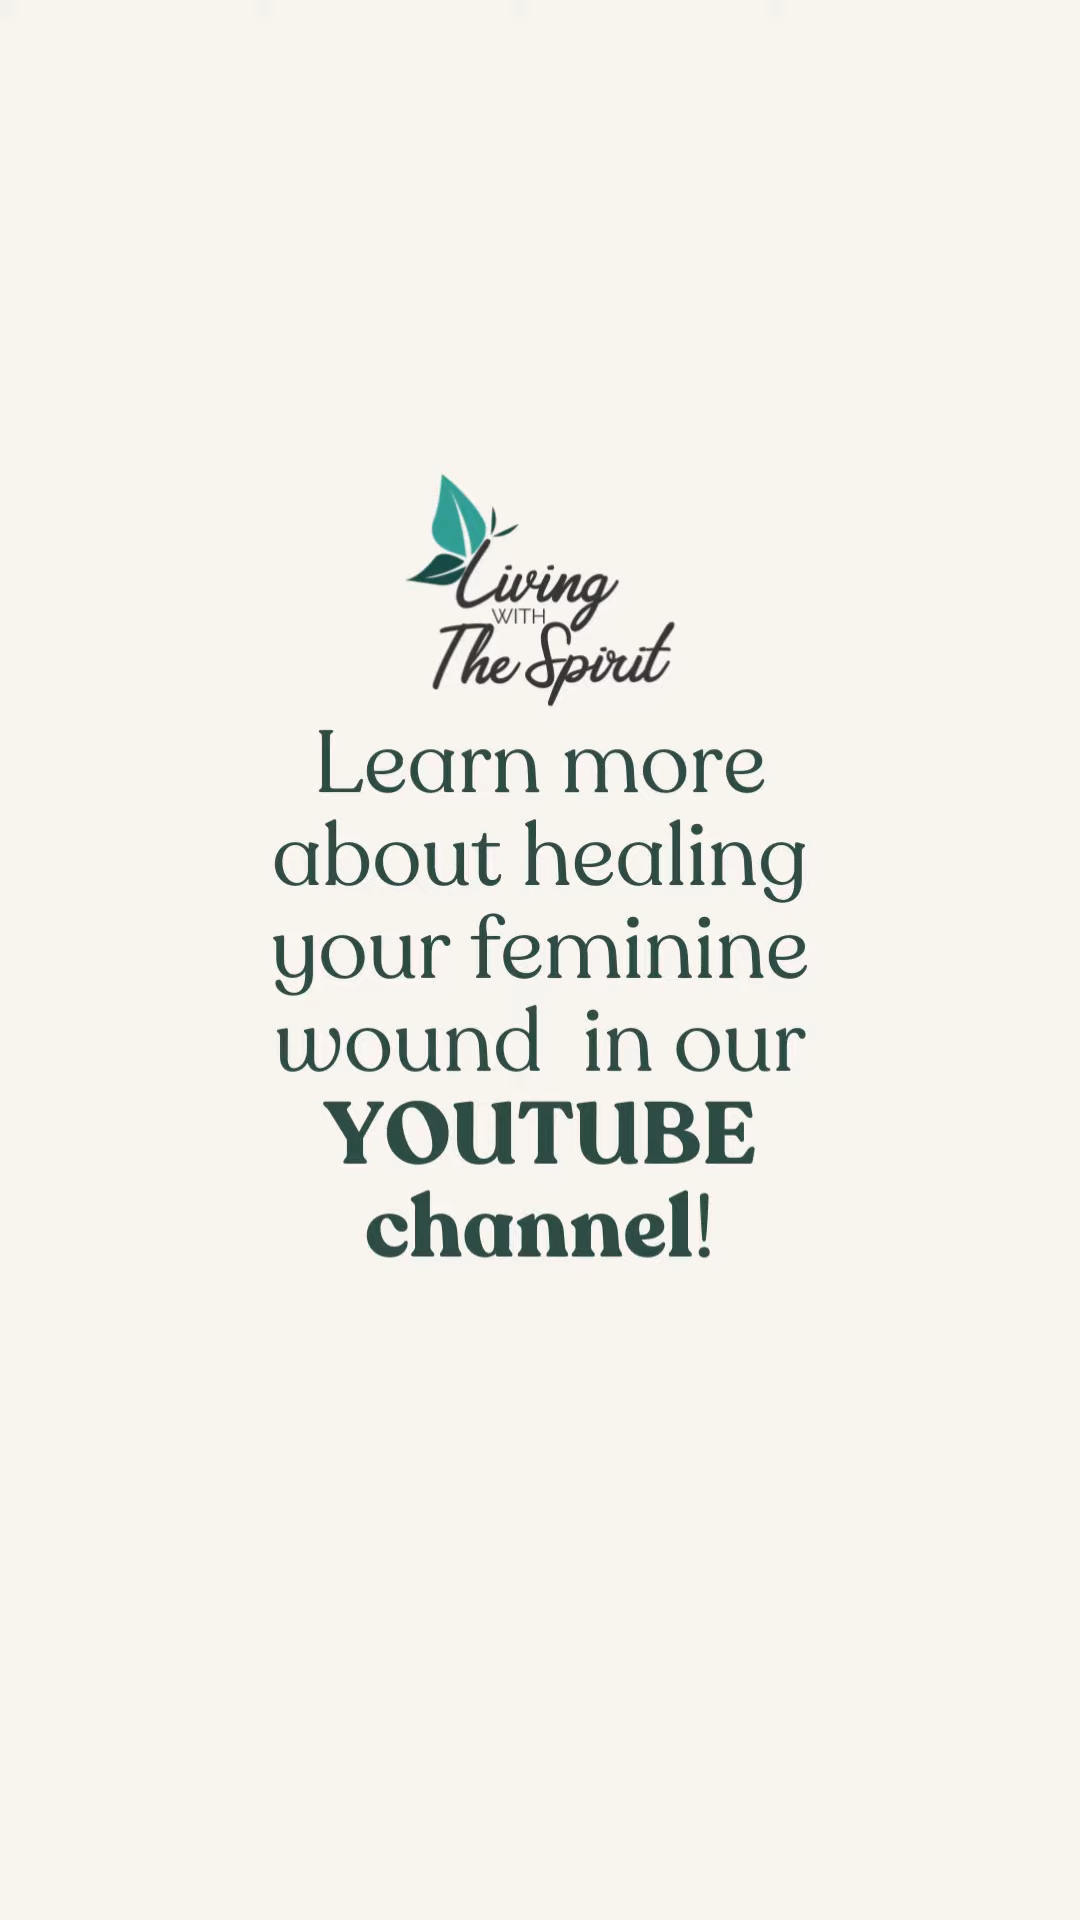 Living
WITH
The Spirit
Learn more
about healing
your feminine
wound  in our
YOUTUBE
channel!